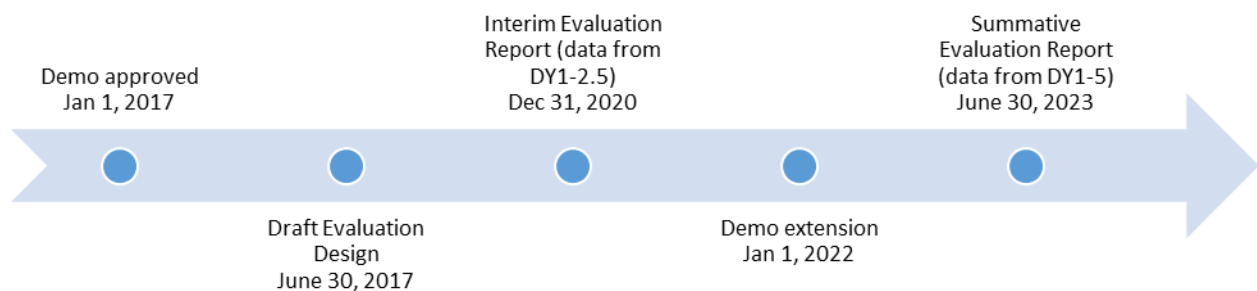 Demo approved
Jan 1, 2017
Draft Evaluation
Design
June 30, 2017
Interim Evaluation
Report (data from
DY1-2.5)
Dec 31, 2020
Demo extension
Jan 1, 2022
Summative
Evaluation Report
(data from DY1-5)
June 30, 2023